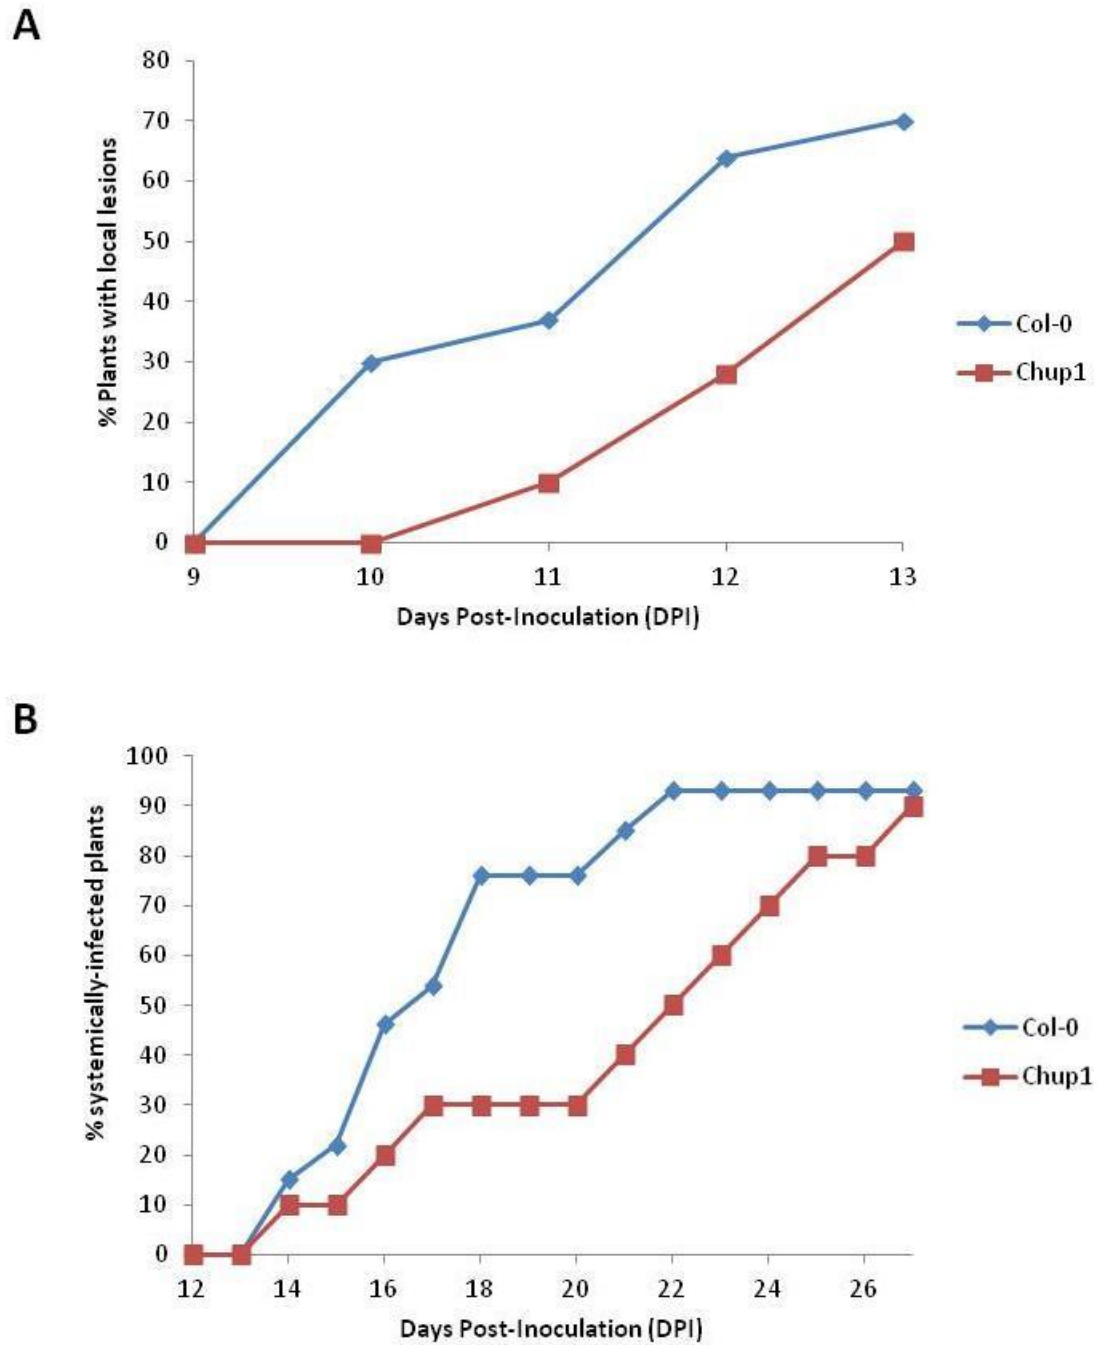 A
80
70
60
50
40
30
20
10
0
% Plants with local lesions
9 10 11 12 13
Days Post-Inoculation (DPI)
Col-0
Chup1
B
100
90
80
70
60
50
40
30
20
10
0
% systemically-infected plants
12 14 16 18 20 22 24 26
Days Post-Inoculation (DPI)
Col-0
Chup1